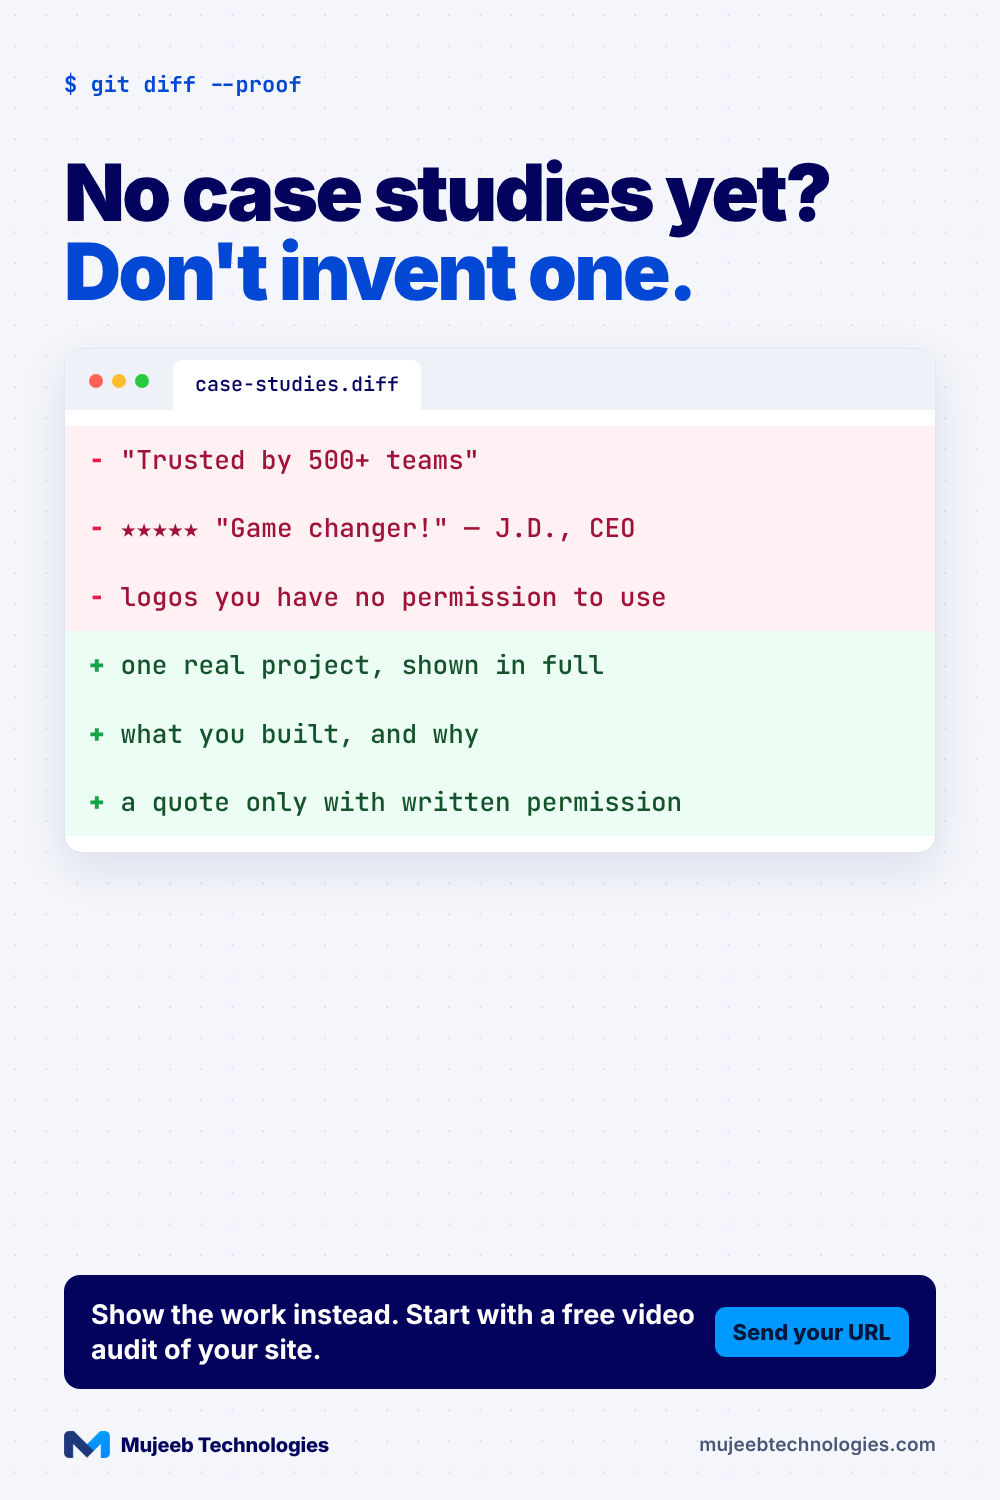 $ git diff --proof
No case studies yet?
Don't invent one.
case-studies.diff
- "Trusted by 500+ teams"
- ★★★★★ "Game changer!" — J.D., CEO
- logos you have no permission to use
+ one real project, shown in full
+ what you built, and why
+ a quote only with written permission
Show the work instead. Start with a free video
audit of your site.
Send your URL
Mujeeb Technologies
mujeebtechnologies.com